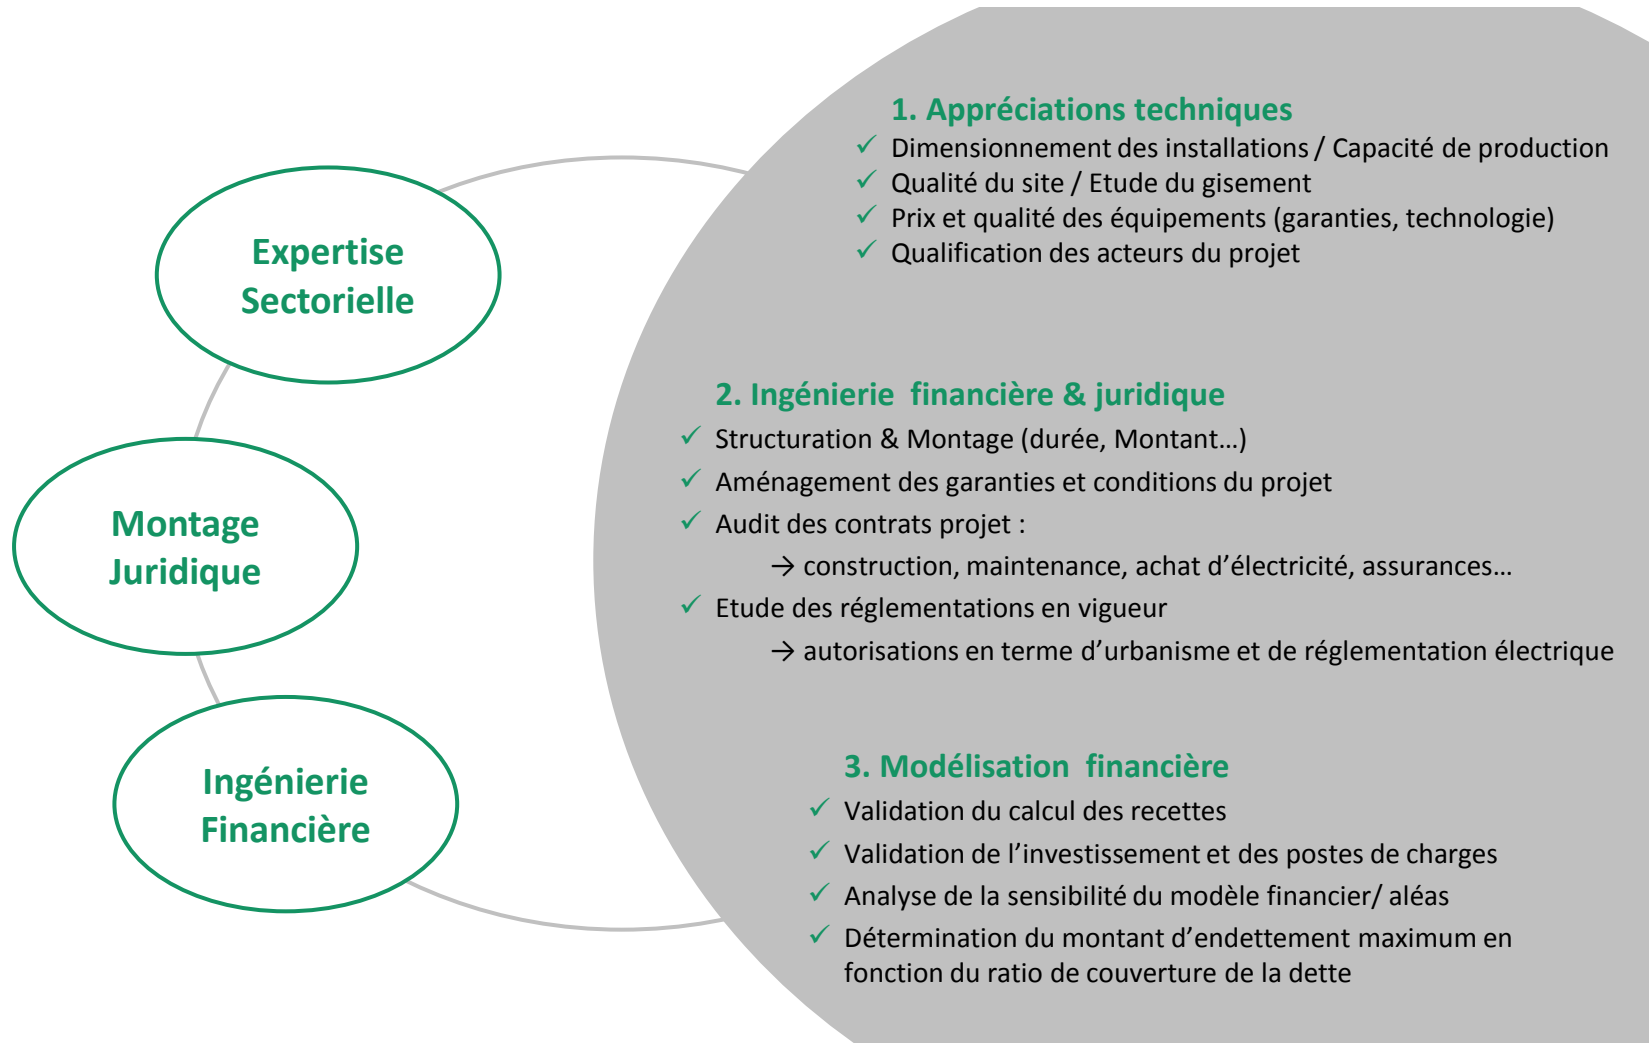 Expertise
Sectorielle
Montage
Juridique
Ingénierie
Financière
1. Appréciations techniques
✓ Dimensionnement des installations / Capacité de production
✓ Qualité du site / Etude du gisement
✓ Prix et qualité des équipements (garanties, technologie)
✓ Qualification des acteurs du projet
2. Ingénierie financière & juridique
✓ Structuration & Montage (durée, Montant…)
✓ Aménagement des garanties et conditions du projet
✓ Audit des contrats projet :
→ construction, maintenance, achat d’électricité, assurances…
✓ Etude des réglementations en vigueur
→ autorisations en terme d’urbanisme et de réglementation électrique
3. Modélisation financière
✓ Validation du calcul des recettes
✓ Validation de l’investissement et des postes de charges
✓ Analyse de la sensibilité du modèle financier/ aléas
✓ Détermination du montant d’endettement maximum en
fonction du ratio de couverture de la dette